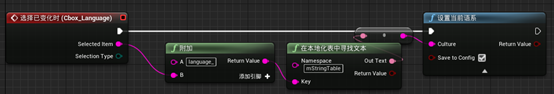 选择已变化时 (Cbox_Language)
Selected Item
Selection Type
附加
A language_
B
Return Value
添加引脚
在本地化表中寻找文本
Namespace
mStringTable
Key
Out Text
Return Value
设置当前语系
Culture
Save to Config
Return Value